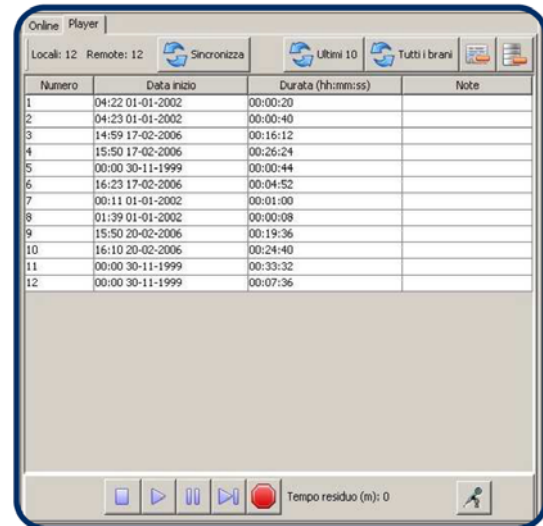 Online Player
Locali: 12 Remote: 12 Sincronizza Ultimi 10 Tutti i brani
Numero Data inizio Durata (hh:mm:ss) Note
1 04:22 01-01-2002 00:00:20
2 04:23 01-01-2002 00:00:40
3 14:59 17-02-2006 00:16:12
4 15:50 17-02-2006 00:26:24
5 00:00 30-11-1999 00:00:44
6 16:23 17-02-2006 00:04:52
7 00:11 01-01-2002 00:01:00
8 01:39 01-01-2002 00:00:08
9 15:50 20-02-2006 00:19:36
10 16:10 20-02-2006 00:24:40
11 00:00 30-11-1999 00:33:32
12 00:00 30-11-1999 00:07:36
Tempo residuo (m): 0